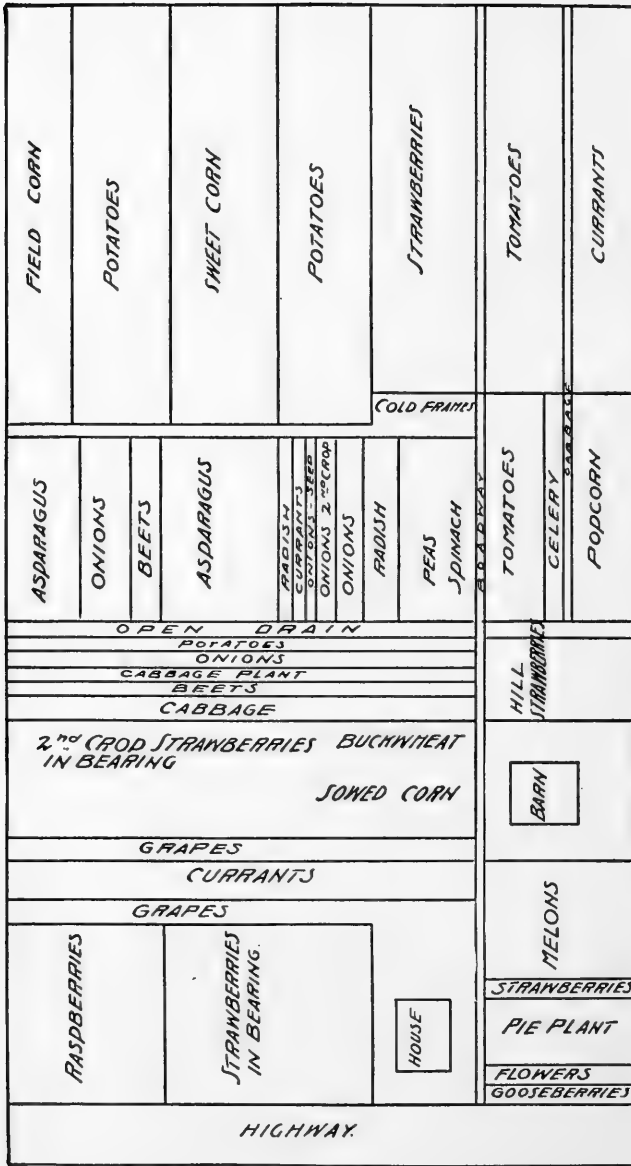 FIELD CORN
POTATOES
SWEET CORN
POTATOES
STRAWBERRIES
TOMATOES
CURRANTS
COLD FRAMES
ASPARAGUS
ONIONS
BEETS
ASPARAGUS
RADISH
CURRANTS
ONIONS-SEED
ONIONS 2ND CROP
ONIONS
RADISH
PEAS
SPINACH
ROADWAY
TOMATOES
CELERY
CABBAGE
POPCORN
OPEN DRAIN
POTATOES
ONIONS
CABBAGE PLANT
BEETS
CABBAGE
HILL
STRAWBERRIES
2nd CROP STRAWBERRIES BUCKWHEAT
IN BEARING
SOWED CORN
BARN
GRAPES
CURRANTS
GRAPES
MELONS
RASPBERRIES
STRAWBERRIES
IN BEARING.
HOUSE
STRAWBERRIES
PIE PLANT
FLOWERS
GOOSEBERRIES
HIGHWAY.